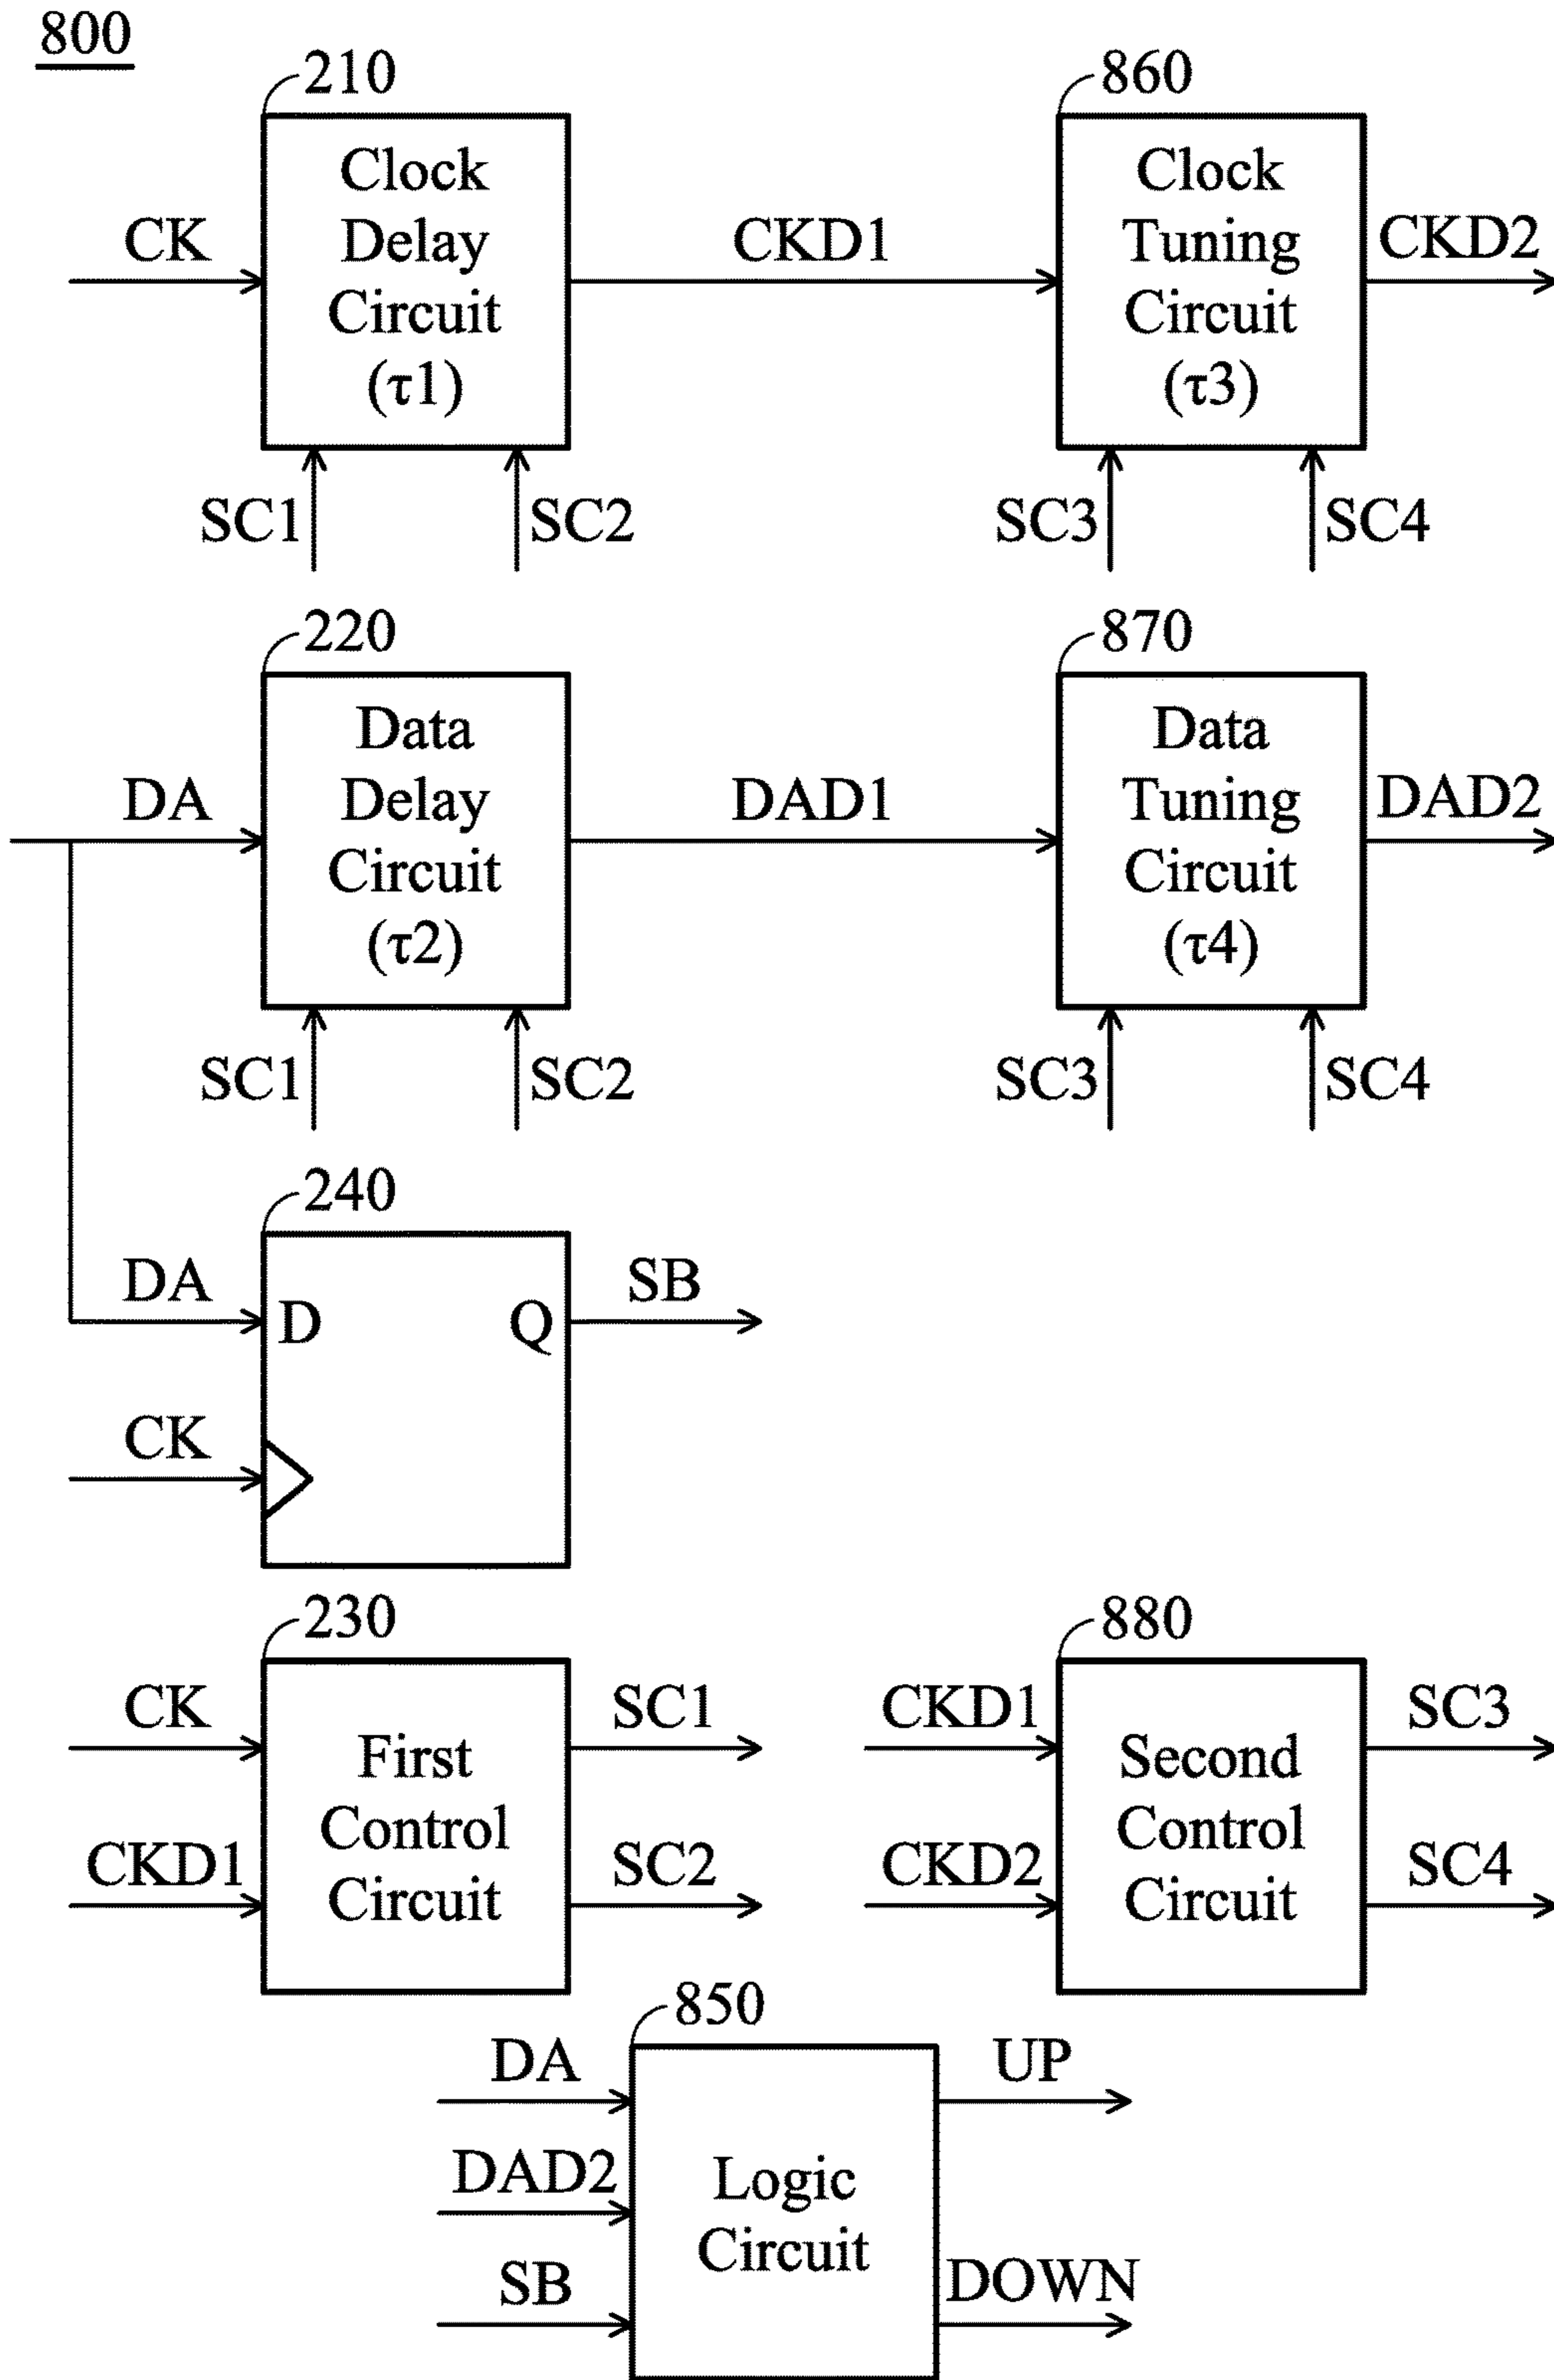 800
210
860
Clock
Delay
Circuit
(τ1)
Clock
Tuning
Circuit
(τ3)
CK
CKD1
CKD2
SC1
SC2
SC3
SC4
220
870
Data
Delay
Circuit
(τ2)
Data
Tuning
Circuit
(τ4)
DA
DAD1
DAD2
SC1
SC2
SC3
SC4
240
DA
D
Q
SB
CK
230
880
CK
CKD1
First
Control
Circuit
SC1
SC2
CKD1
CKD2
Second
Control
Circuit
SC3
SC4
850
DA
DAD2
SB
Logic
Circuit
UP
DOWN